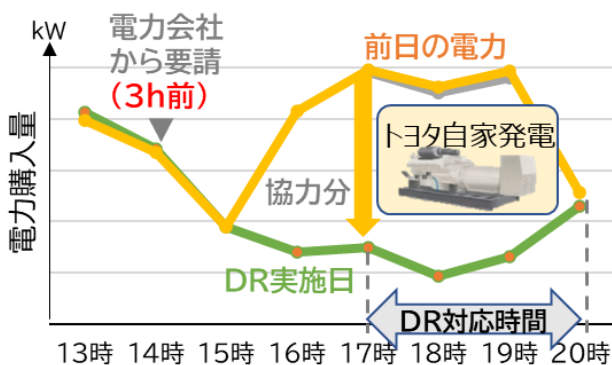 kW
電力会社
から要請
(3h前)
前日の電力
トヨタ自家発電
協力分
電力購入量
DR実施日
DR対応時間
13時 14時 15時 16時 17時 18時 19時 20時